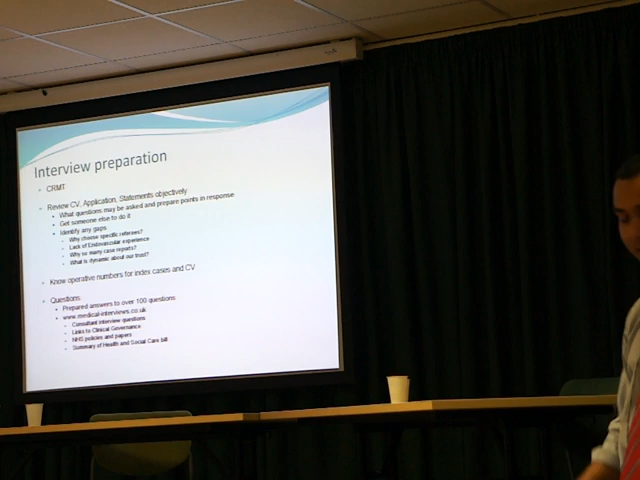 Interview preparation
CRMT
Review CV, Application, Statements objectively
What questions may be asked and prepare points in response
Get someone else to do it
Identify any gaps
Why choose specific referees?
Lack of Endovascular experience
Why so many case reports?
What is dynamic about our trust?
Know operative numbers for index cases and CV
Questions
Prepared answers to over 100 questions
www.medical-interviews.co.uk
Consultant interview questions
Links to Clinical Governance
NHS policies and papers
Summary of Health and Social Care bill